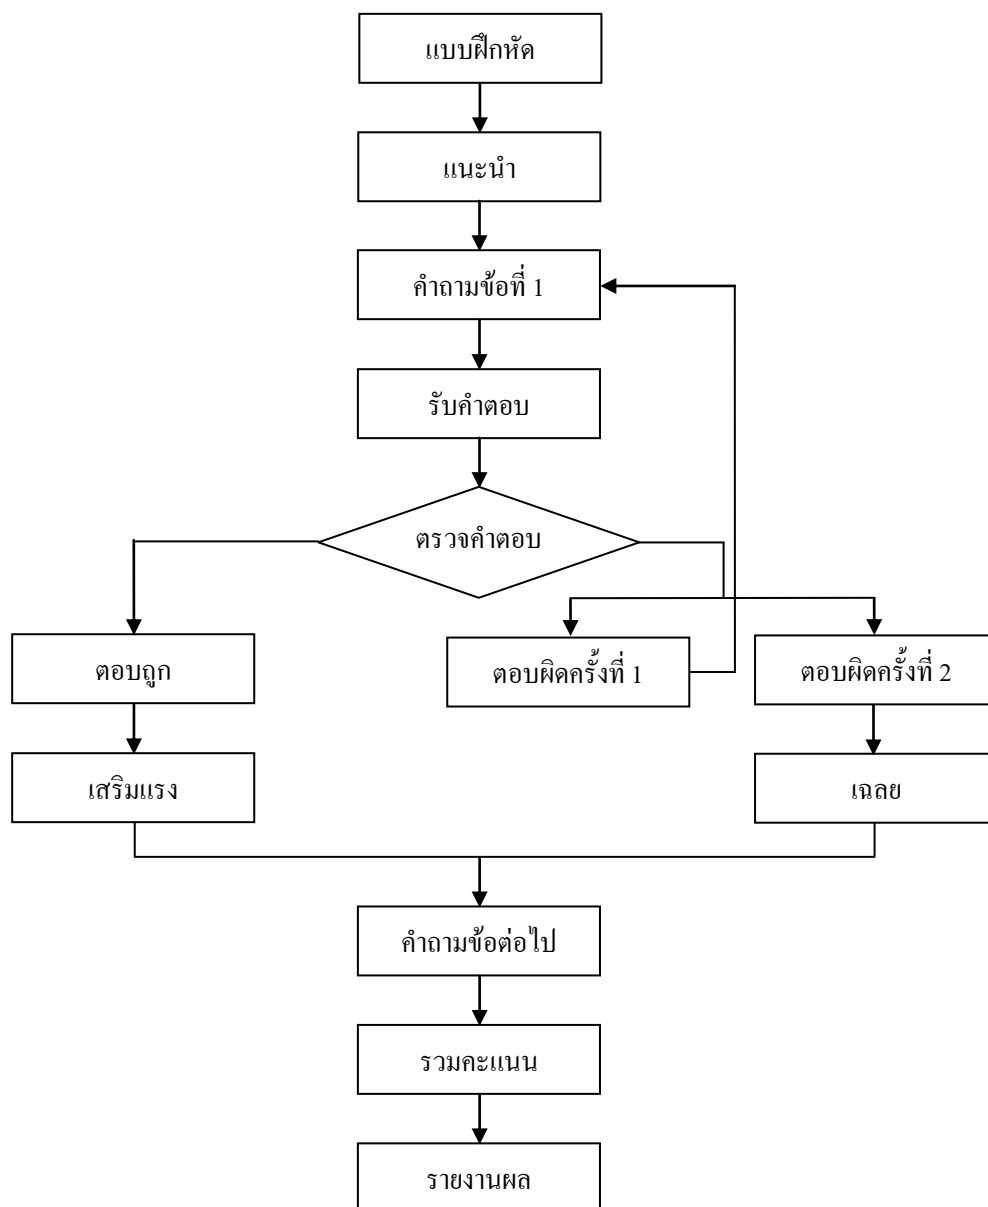 แบบฝึกหัด
แนะนำ
คำถามข้อที่ 1
รับคำตอบ
ตรวจคำตอบ
ตอบถูก
ตอบผิดครั้งที่ 1
ตอบผิดครั้งที่ 2
เสริมแรง
เฉลย
คำถามข้อต่อไป
รวมคะแนน
รายงานผล